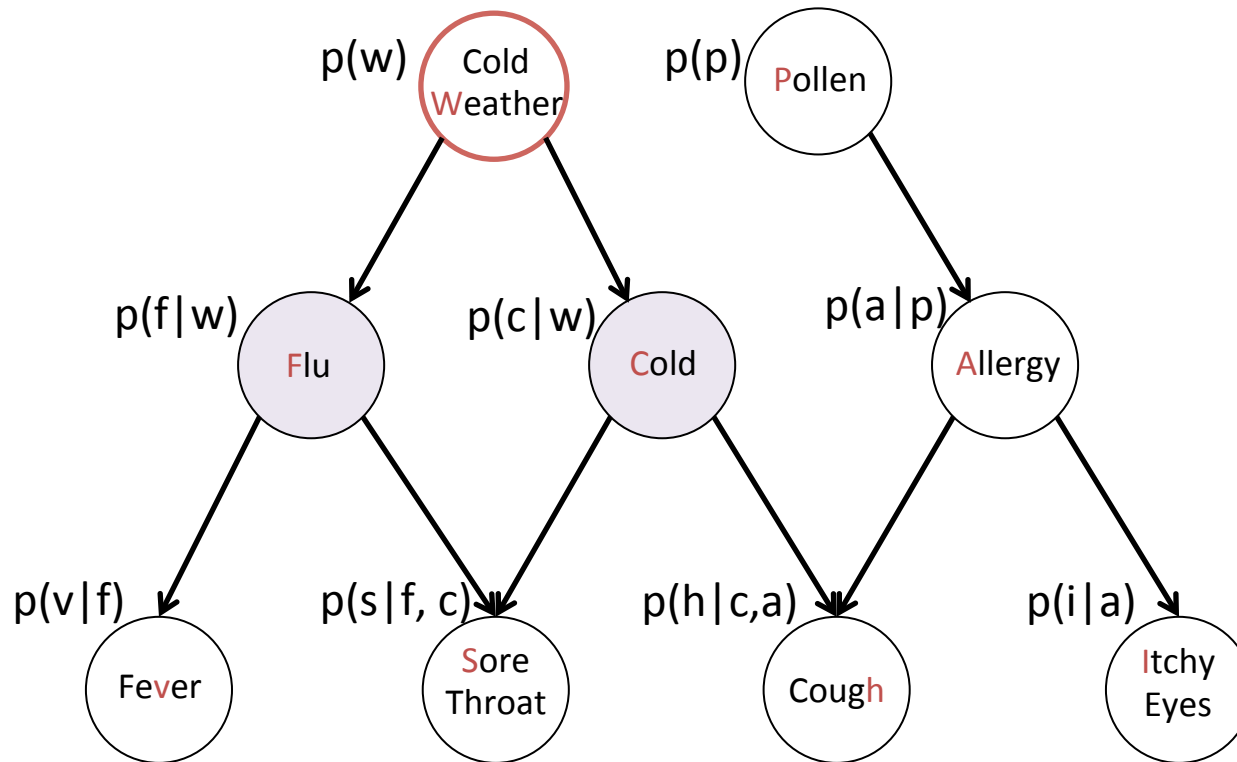 p(w)
Cold
Weather
p(p)
Pollen
p(f|w)
Flu
p(c|w)
Cold
p(a|p)
Allergy
p(v|f)
Fever
p(s|f, c)
Sore
Throat
p(h|c,a)
Cough
p(i|a)
Itchy
Eyes